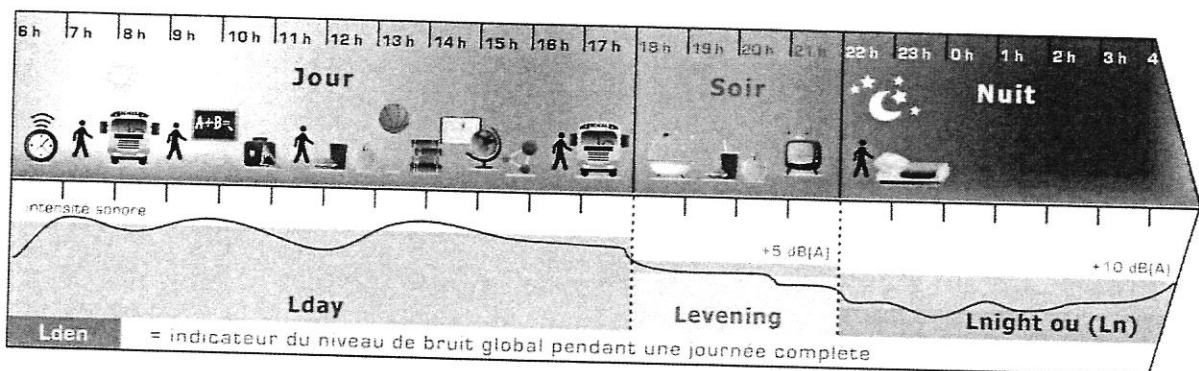 6h 7h 8h 9h 10h 11h 12h 13h 14h 15h 16h 17h 18h 19h 20h 21h 22h 23h 0h 1h 2h 3h 4
Jour Soir Nuit
A+B=
intensité sonore
+5 dB[A]
+10 dB[A]
Lday Levening Lnight ou (Ln)
Lden = indicateur du niveau de bruit global pendant une journée complete